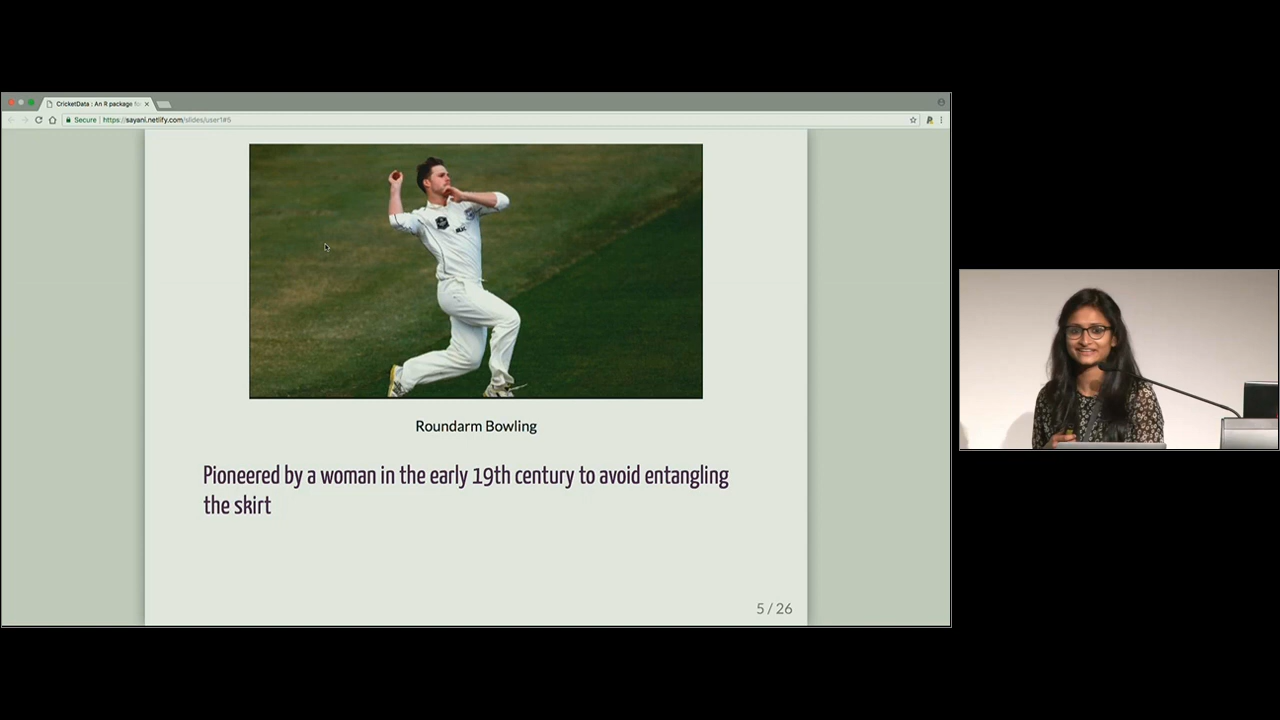 CricketData : An R package fo
Secure https://sayani.netlify.com/slides/user1#5
Roundarm Bowling
Pioneered by a woman in the early 19th century to avoid entangling
the skirt
5 / 26